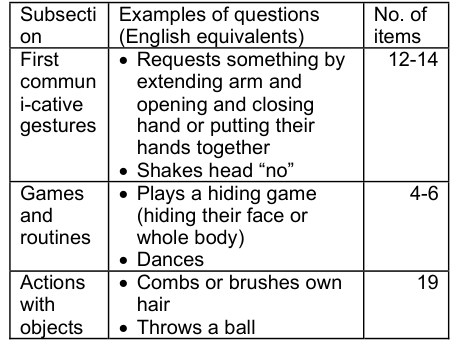 Subsecti
on
Examples of questions
(English equivalents)
No. of
items
First
commun
i-cative
gestures
• Requests something by
extending arm and
opening and closing
hand or putting their
hands together
• Shakes head “no”
12-14
Games
and
routines
• Plays a hiding game
(hiding their face or
whole body)
• Dances
4-6
Actions
with
objects
• Combs or brushes own
hair
• Throws a ball
19